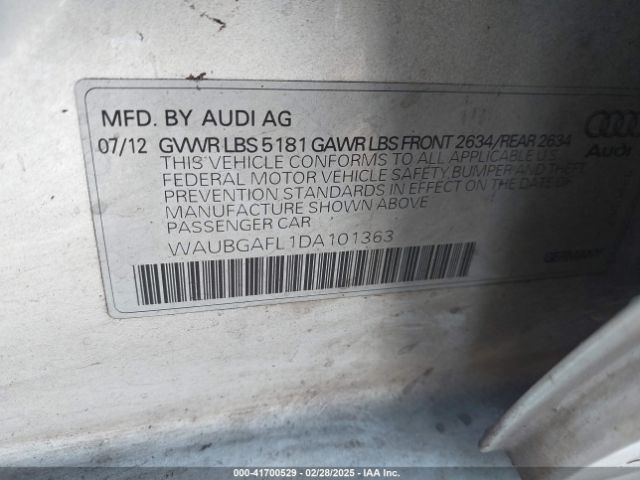 MFD. BY AUDI AG
07/12 GVWR LBS 5181 GAWR LBS FRONT 2634/REAR 2634
THIS VEHICLE CONFORMS TO ALL APPLICABLE U.S.
FEDERAL MOTOR VEHICLE SAFETY, BUMPER AND THEFT
PREVENTION STANDARDS IN EFFECT ON THE DATE OF
MANUFACTURE SHOWN ABOVE
PASSENGER CAR
WAUBGAFL1DA101363
GERMANY
Audi
000-41700529 - 02/28/2025 - IAA Inc.